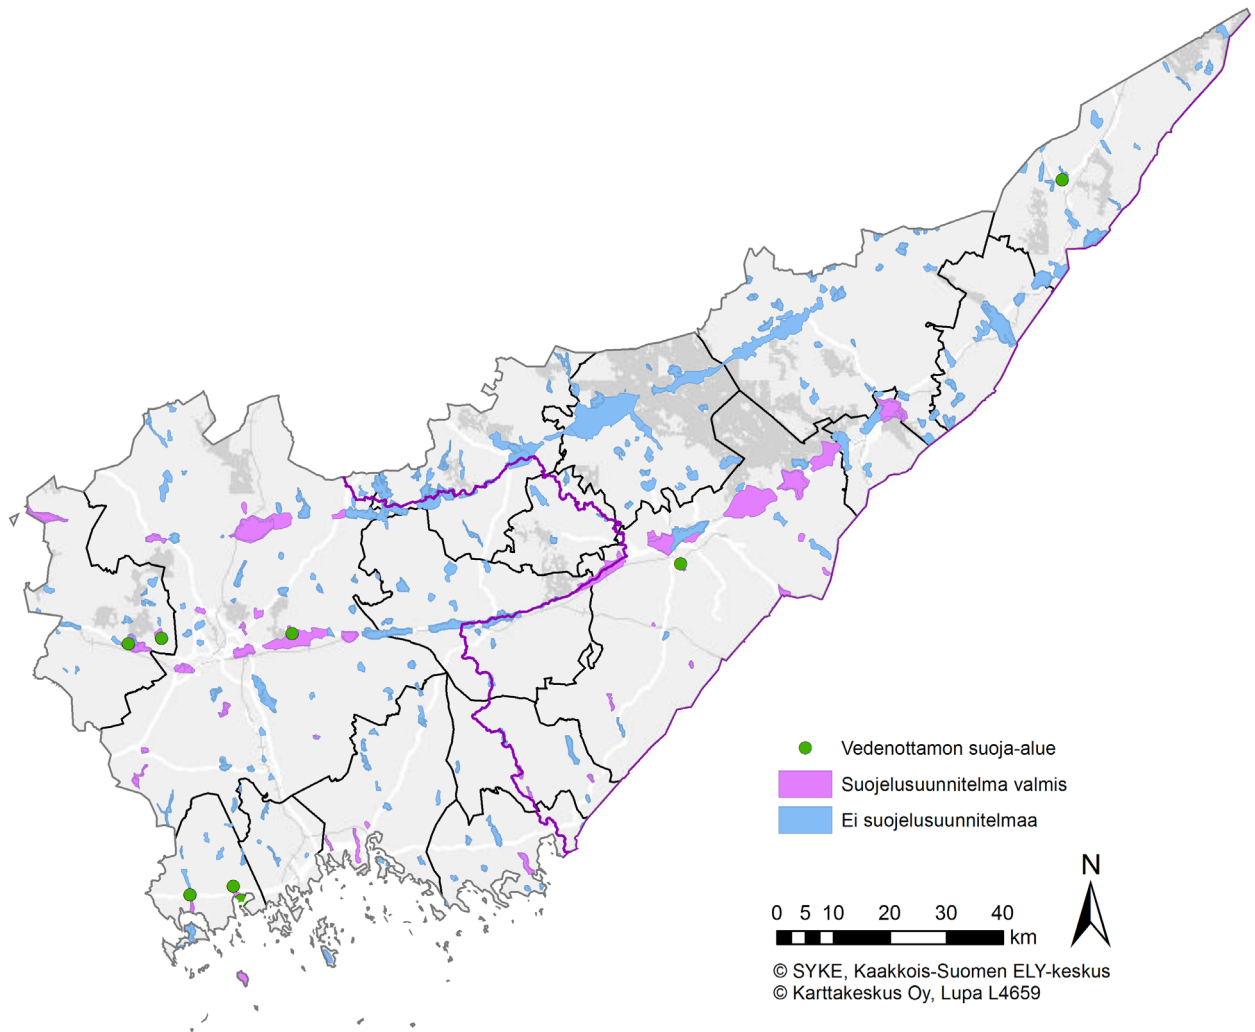 Vedenottamon suoja-alue
Suojelusuunnitelma valmis
Ei suojelusuunnitelmaa
N
0 5 10 20 30 40
km
© SYKE, Kaakkois-Suomen ELY-keskus
© Karttakeskus Oy, Lupa L4659